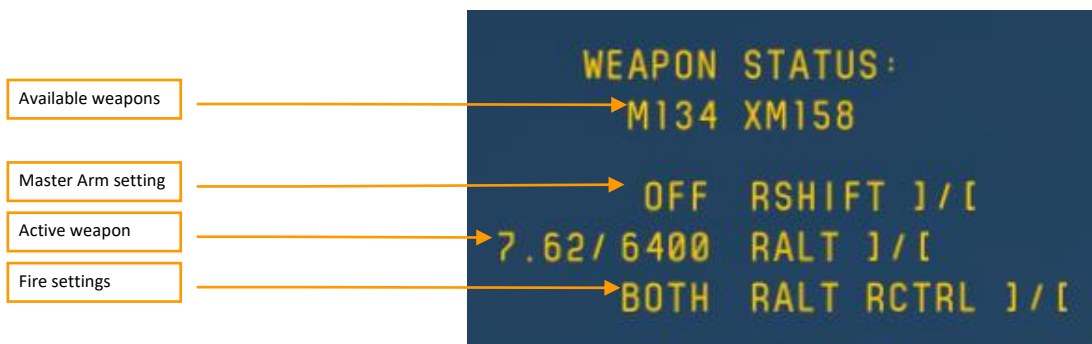 WEAPON STATUS:
Available weapons
M134 XM158
Master Arm setting
OFF RSHIFT ]/[
Active weapon
7.62/6400 RALT ]/[
Fire settings
BOTH RALT RCTRL ]/[